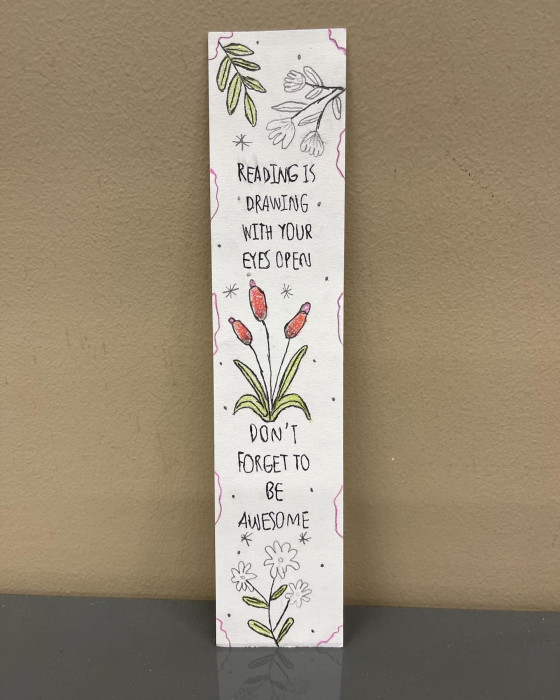 READING IS
DRAWING
WITH YOUR
EYES OPEN
DON'T
FORGET TO
BE
AWESOME